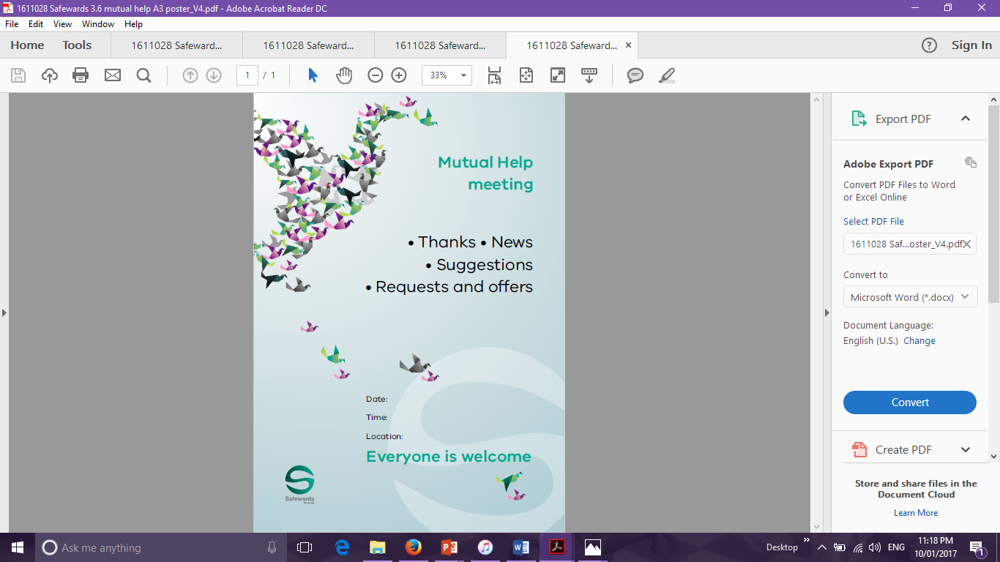 1611028 Safewards 3.6 mutual help A3 poster_V4.pdf - Adobe Acrobat Reader DC
File Edit View Window Help
Home Tools 1611028 Safeward... 1611028 Safeward... 1611028 Safeward... 1611028 Safeward... Sign In
1 / 1 33%
Mutual Help
meeting
• Thanks • News
• Suggestions
• Requests and offers
Date:
Time:
Location:
Everyone is welcome
Safewards
Victoria
Export PDF
Adobe Export PDF
Convert PDF Files to Word
or Excel Online
Select PDF File
1611028 Saf...oster_V4.pdf
Convert to
Microsoft Word (*.docx)
Document Language:
English (U.S.) Change
Convert
Create PDF
Store and share files in the
Document Cloud
Learn More
Ask me anything
Desktop
ENG
11:18 PM
10/01/2017
1